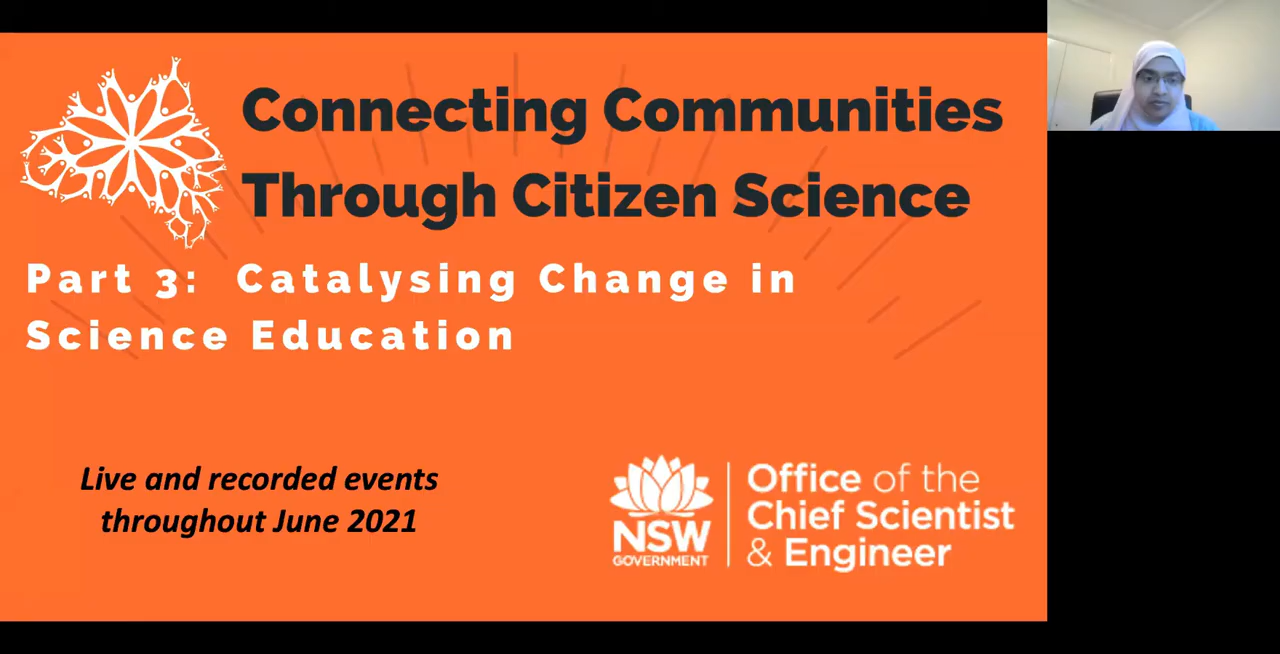 Connecting Communities
Through Citizen Science
Part 3: Catalysing Change in
Science Education
Live and recorded events
throughout June 2021
NSW
GOVERNMENT
Office of the
Chief Scientist
& Engineer